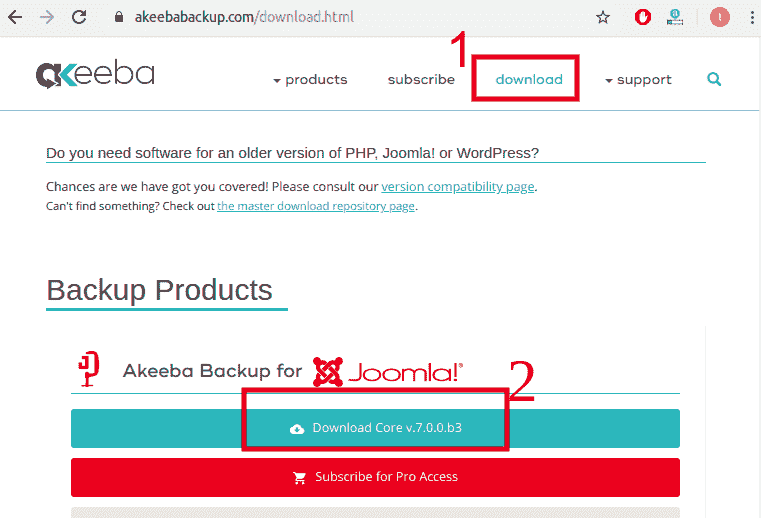 akeebabackup.com/download.html
!
1
akeeba
products
subscribe
download
support
Do you need software for an older version of PHP, Joomla! or WordPress?
Chances are we have got you covered! Please consult our version compatibility page.
Can't find something? Check out the master download repository page.
Backup Products
Akeeba Backup for Joomla!®
2
Download Core v.7.0.0.b3
Subscribe for Pro Access